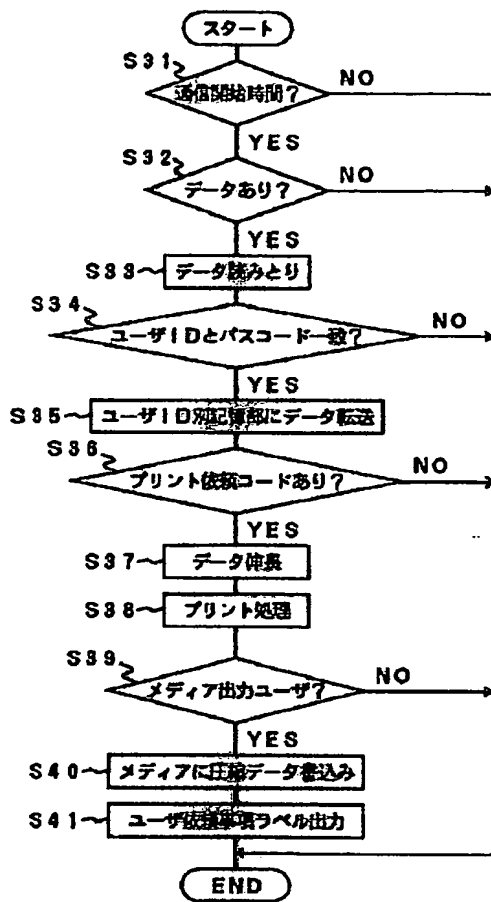 スタート
S31
通信開始時間?
NO
YES
S32
データあり?
NO
YES
S33
データ読みとり
S34
ユーザIDとパスコード一致?
NO
YES
S35
ユーザID別記憶部にデータ転送
S36
プリント依頼コードあり?
NO
YES
S37
データ伸長
S38
プリント処理
S39
メディア出力ユーザ?
NO
YES
S40
メディアに圧縮データ書込み
S41
ユーザ依頼事項ラベル出力
END